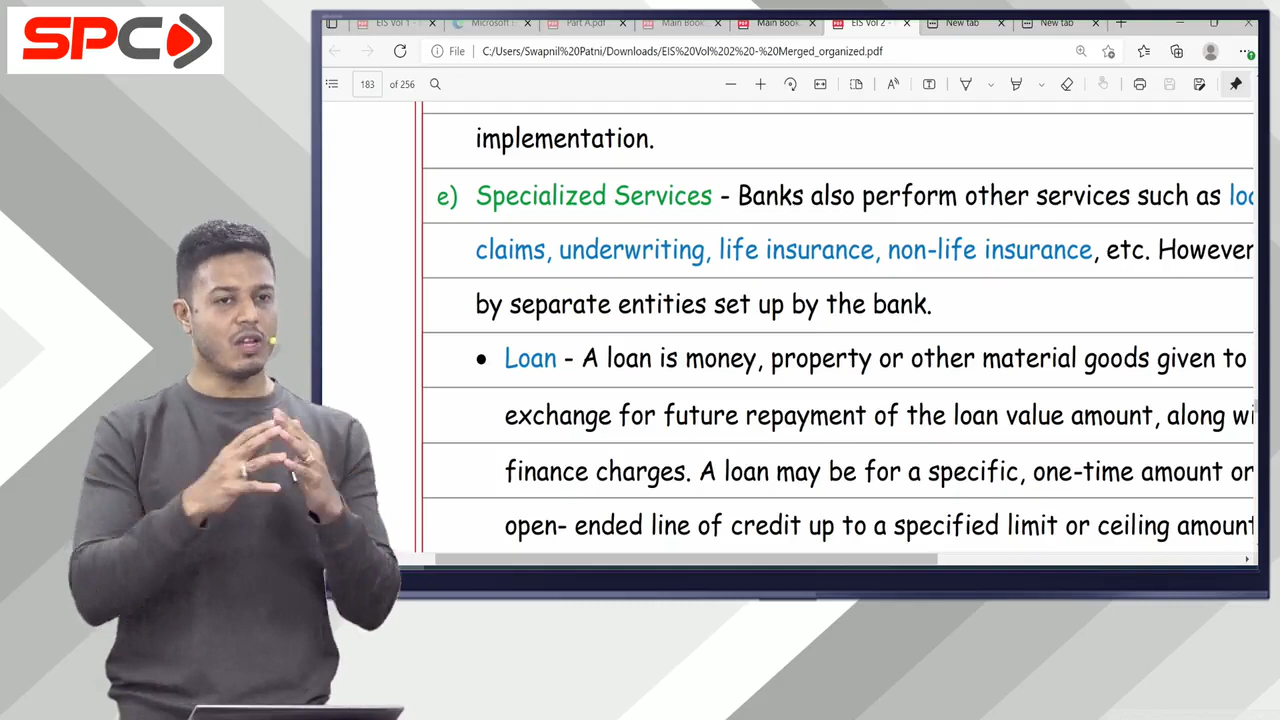 SPC
EIS Vol 1 -
Microsoft
Part A.pdf
Main Book
Main Book
EIS Vol 2 -
New tab
New tab
File
C:/Users/Swapnil%20Patni/Downloads/EIS%20Vol%202%20-%20Merged_organized.pdf
183 of 256
implementation.
e) Specialized Services - Banks also perform other services such as loa
claims, underwriting, life insurance, non-life insurance, etc. However
by separate entities set up by the bank.
• Loan - A loan is money, property or other material goods given to
exchange for future repayment of the loan value amount, along wi
finance charges. A loan may be for a specific, one-time amount or
open- ended line of credit up to a specified limit or ceiling amount